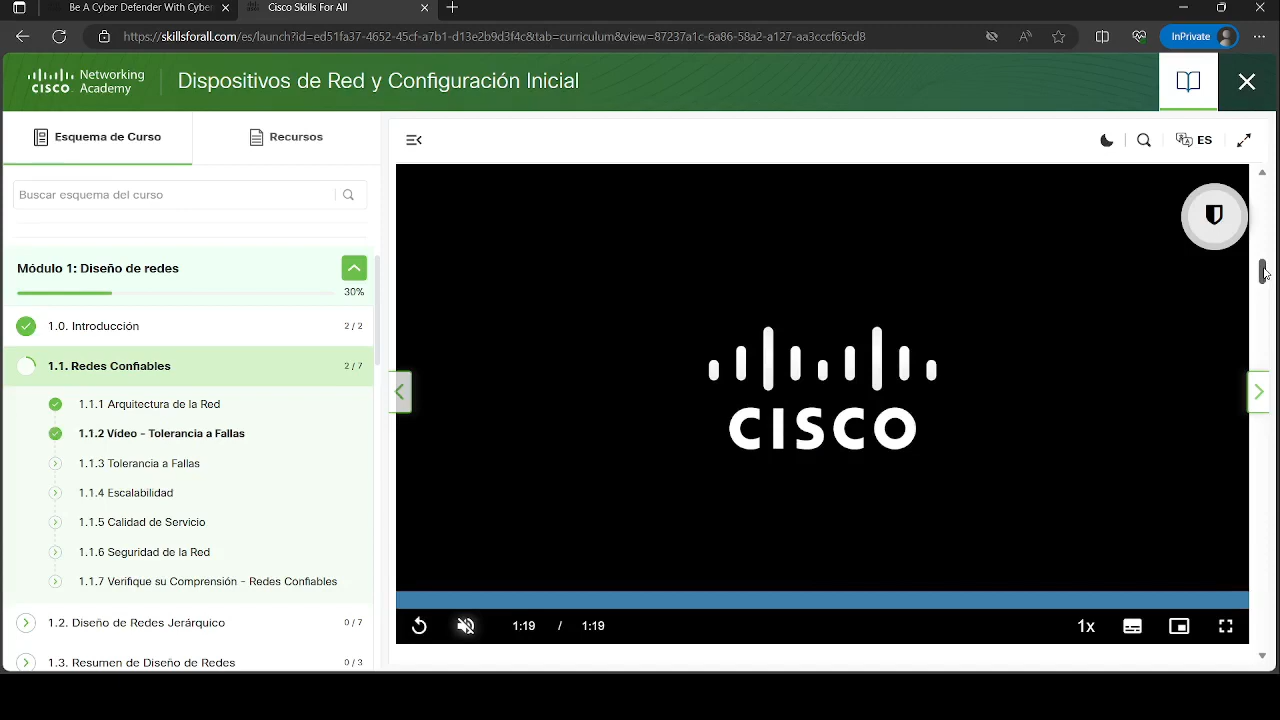 Be A Cyber Defender With Cyber
Cisco Skills For All
https://skillsforall.com/es/launch?id=ed51fa37-4652-45cf-a7b1-d13e2b9d3f4c8&tab=curriculum&view=87237a1c-6a86-58a2-a127-aa3cccf65cd8
InPrivate
CISCO Networking Academy
Dispositivos de Red y Configuración Inicial
Esquema de Curso
Recursos
ES
Buscar esquema del curso
Módulo 1: Diseño de redes
30%
1.0. Introducción 2 / 2
1.1. Redes Confiables 2 / 7
1.1.1 Arquitectura de la Red
1.1.2 Video - Tolerancia a Fallas
1.1.3 Tolerancia a Fallas
1.1.4 Escalabilidad
1.1.5 Calidad de Servicio
1.1.6 Seguridad de la Red
1.1.7 Verifique su Comprensión - Redes Confiables
1.2. Diseño de Redes Jerárquico 0 / 7
1.3. Resumen de Diseño de Redes 0 / 3
CISCO
1:19 / 1:19
1x